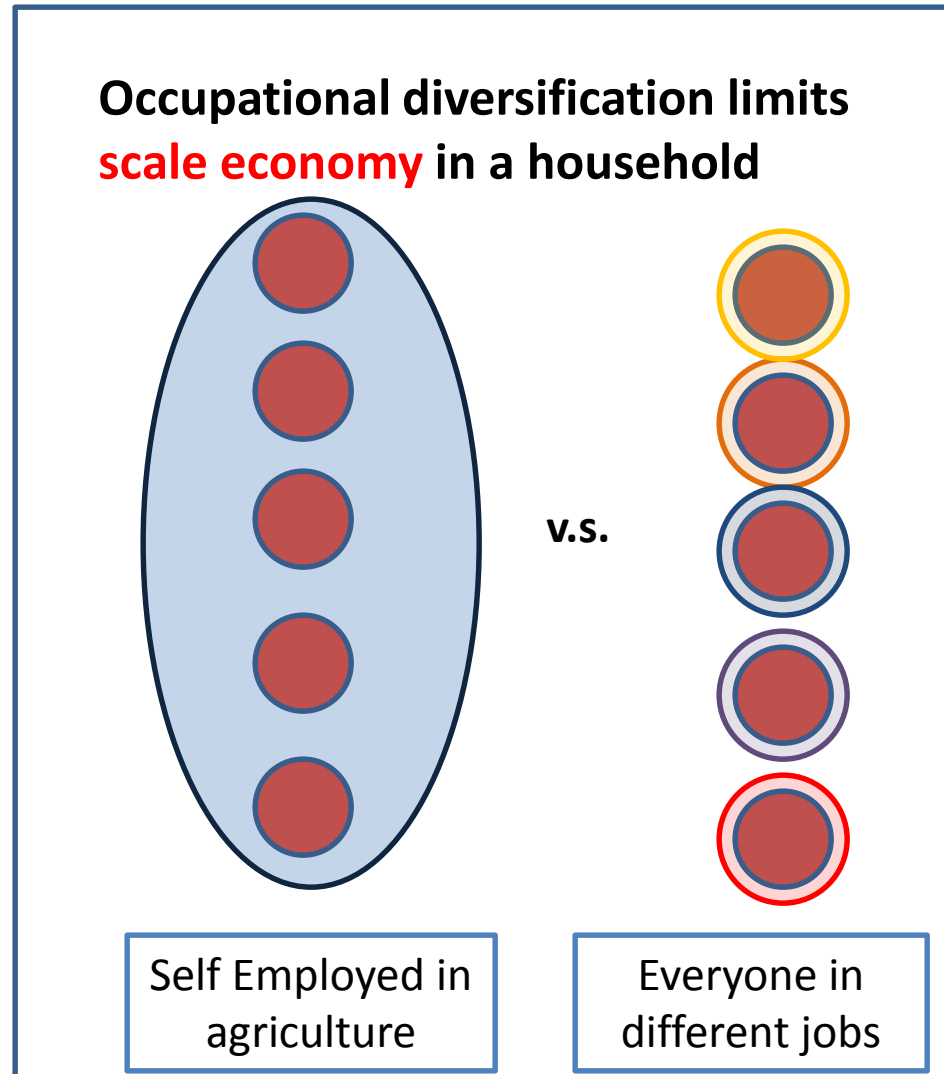 Occupational diversification limits
scale economy in a household
v.s.
Self Employed in
agriculture
Everyone in
different jobs